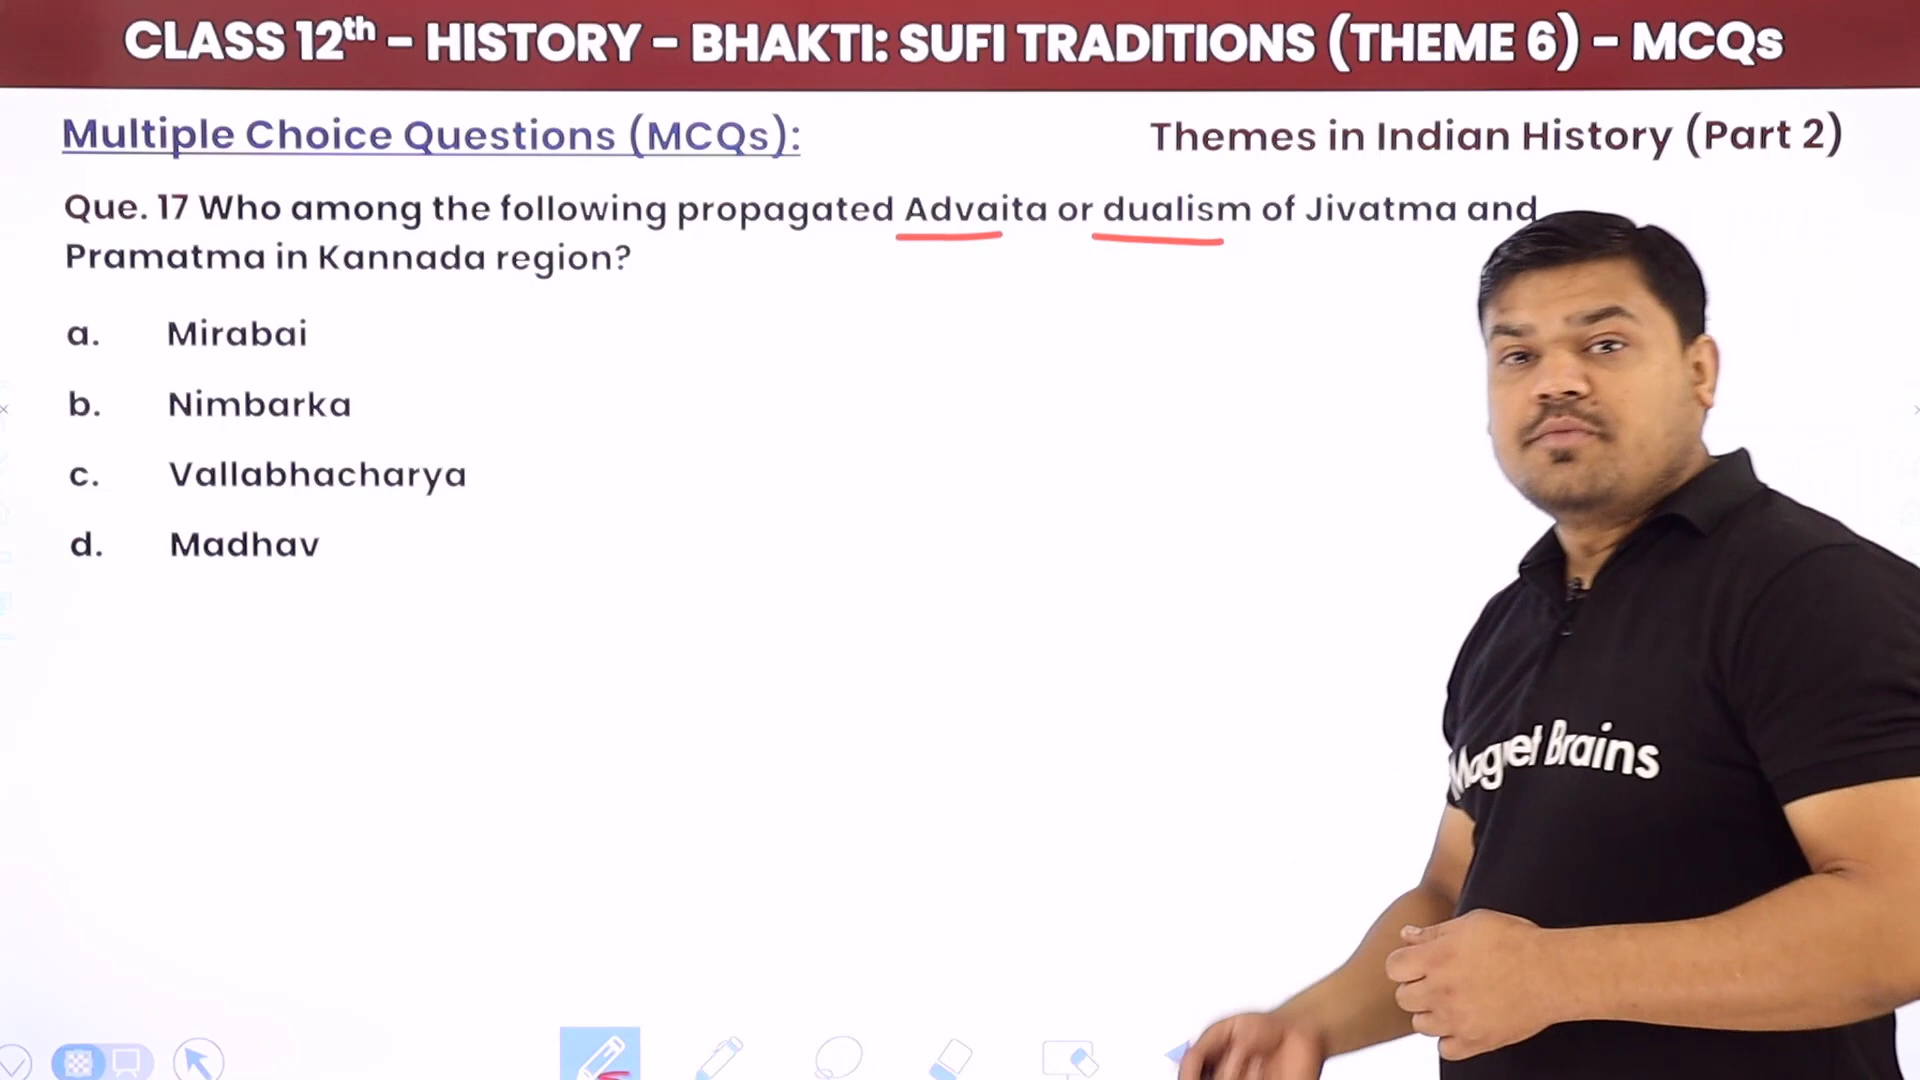 CLASS 12th - HISTORY - BHAKTI: SUFI TRADITIONS (THEME 6) - MCQs
Multiple Choice Questions (MCQs):
Themes in Indian History (Part 2)
Que. 17 Who among the following propagated Advaita or dualism of Jivatma and
Pramatma in Kannada region?
a. Mirabai
b. Nimbarka
c. Vallabhacharya
d. Madhav
Magnet Brains